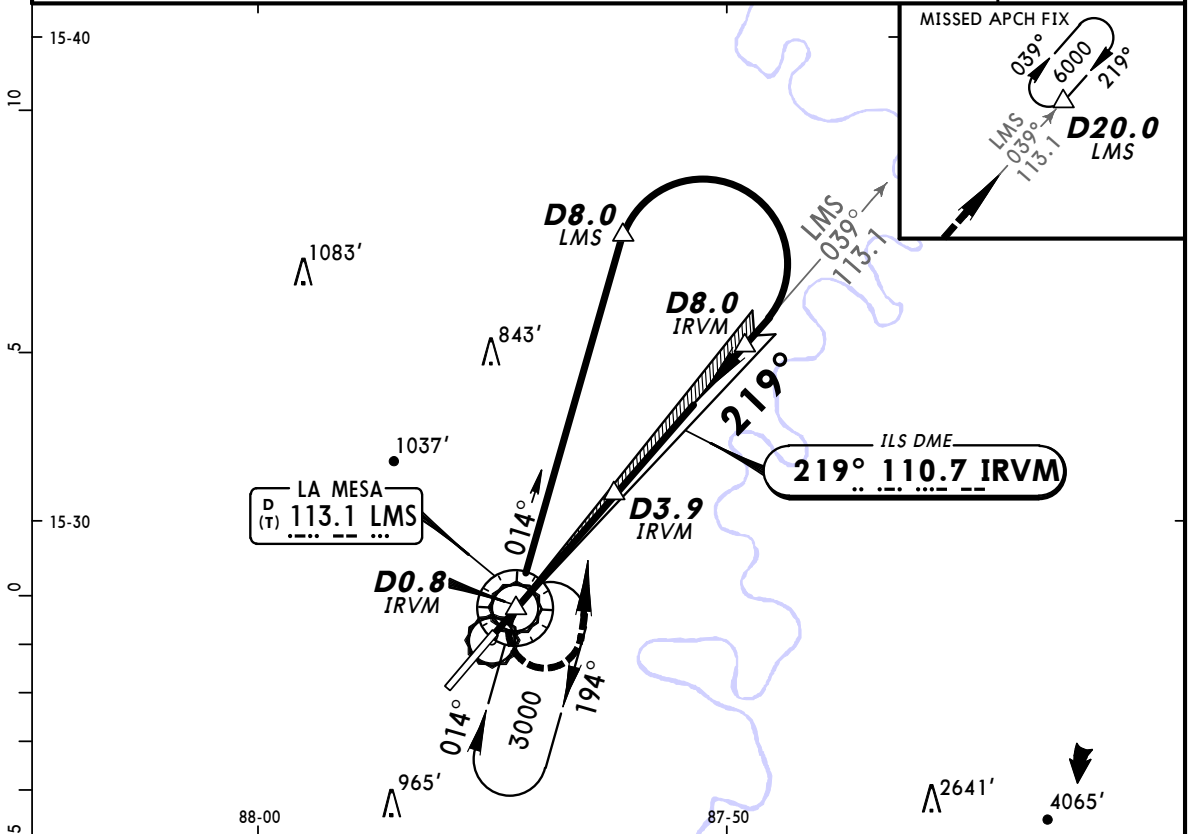 15-40
MISSED APCH FIX
039°
6000
219°
10
D20.0
LMS
LMS
039°
113.1
D8.0
LMS
LMS
039°
113.1
1083'
D8.0
IRVM
843'
5
219°
1037'
ILS DME
219° 110.7 IRVM
LA MESA
D
(T) 113.1 LMS
014°
D3.9
IRVM
15-30
D0.8
IRVM
0
194°
3000
014°
965'
2641'
4065'
88-00
87-50
5